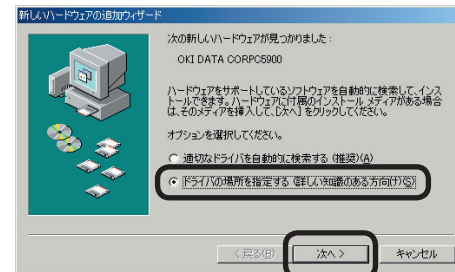 新しいハードウェアの追加ウィザード
次の新しいハードウェアが見つかりました：
OKI DATA CORPC5900
ハードウェアをサポートしているソフトウェアを自動的に検索して、インス
トールできます。ハードウェアに付属のインストール メディアがある場合
は、そのメディアを挿入して、[次へ] をクリックしてください。
オプションを選択してください。
適切なドライバを自動的に検索する (推奨)(A)
ドライバの場所を指定する (詳しい知識のある方向け)(S)
< 戻る(B)
次へ >
キャンセル